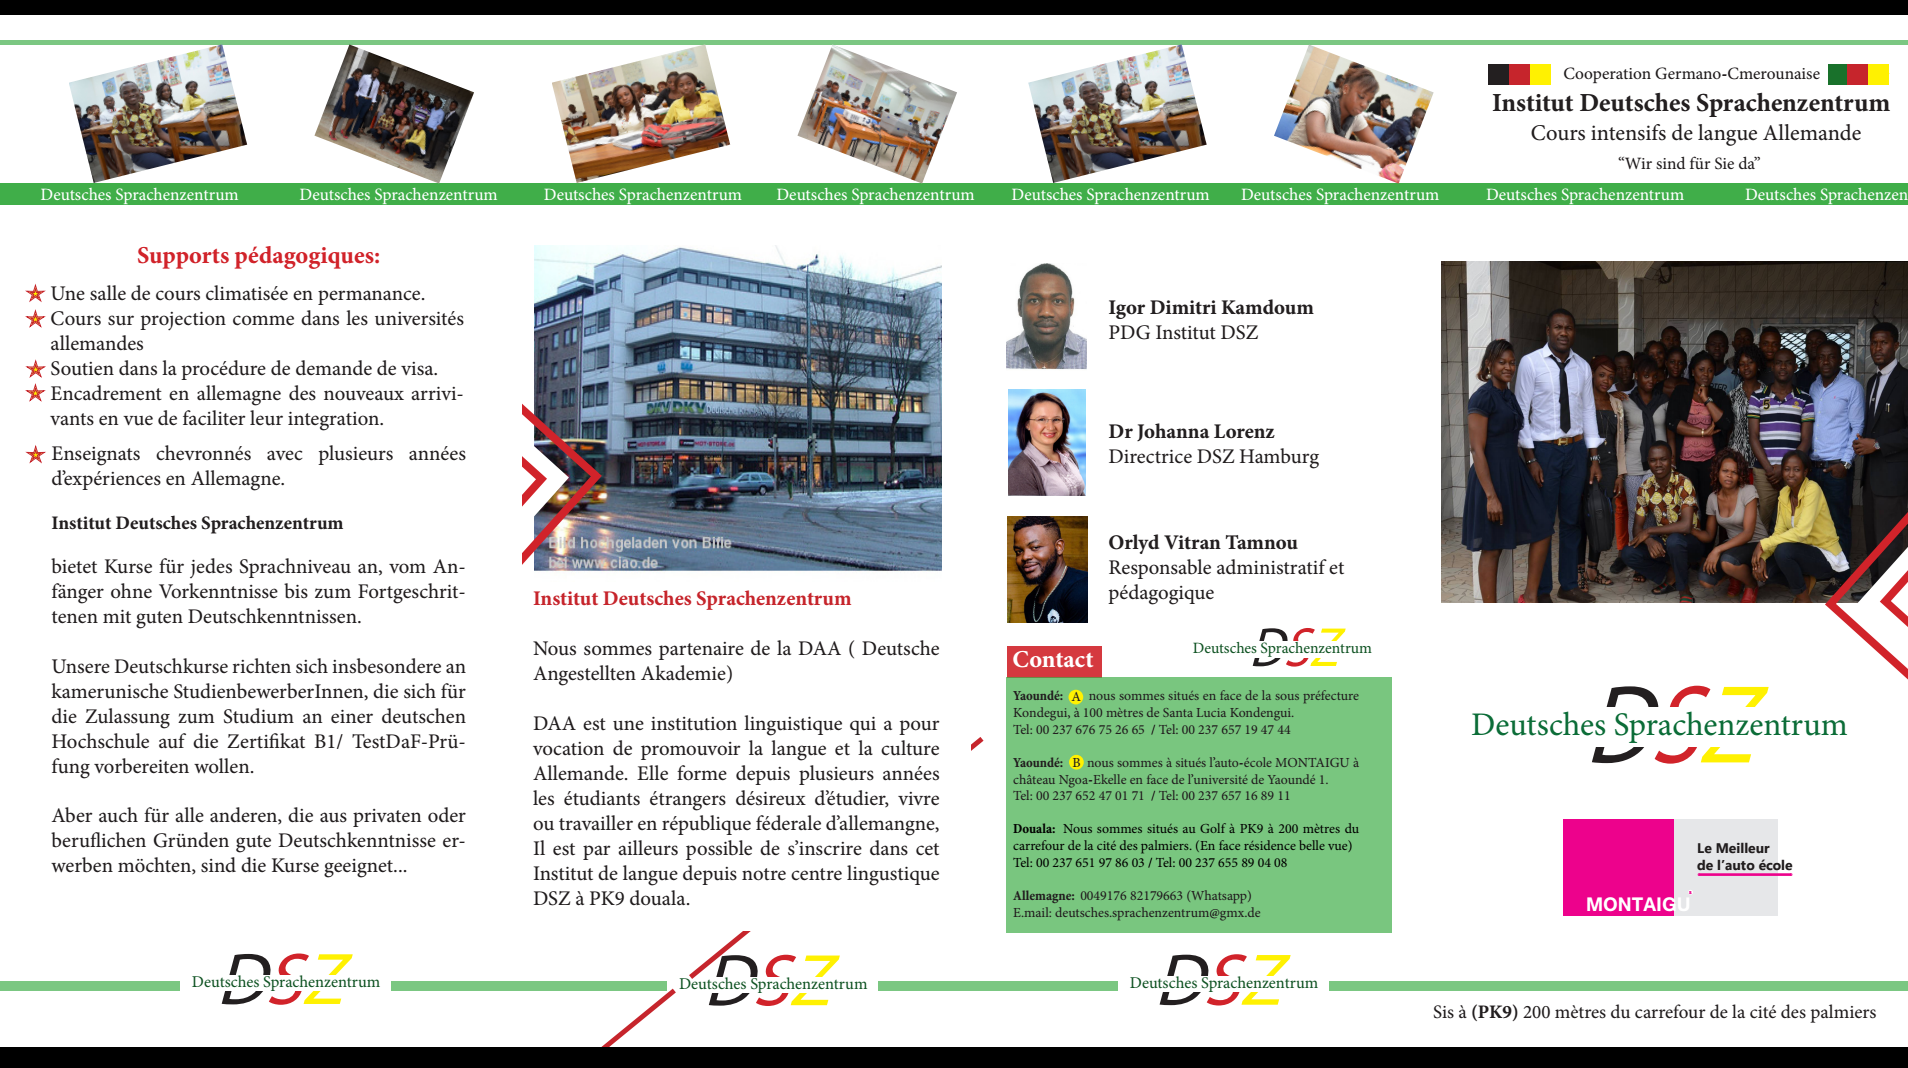 Cooperation Germano-Cmerounaise
Institut Deutsches Sprachenzentrum
Cours intensifs de langue Allemande
“Wir sind für Sie da”
Deutsches Sprachenzentrum
Deutsches Sprachenzentrum
Deutsches Sprachenzentrum
Deutsches Sprachenzentrum
Deutsches Sprachenzentrum
Deutsches Sprachenzentrum
Deutsches Sprachenzentrum
Deutsches Sprachenzen
Supports pédagogiques:
Une salle de cours climatisée en permanance.
Cours sur projection comme dans les universités
allemandes
Soutien dans la procédure de demande de visa.
Encadrement en allemagne des nouveaux arrivi-
vants en vue de faciliter leur integration.
Enseignats chevronnés avec plusieurs années
d’expériences en Allemagne.
Institut Deutsches Sprachenzentrum
bietet Kurse für jedes Sprachniveau an, vom An-
fänger ohne Vorkenntnisse bis zum Fortgeschrit-
tenen mit guten Deutschkenntnissen.
Unsere Deutschkurse richten sich insbesondere an
kamerunische StudienbewerberInnen, die sich für
die Zulassung zum Studium an einer deutschen
Hochschule auf die Zertifikat B1/ TestDaF-Prü-
fung vorbereiten wollen.
Aber auch für alle anderen, die aus privaten oder
beruflichen Gründen gute Deutschkenntnisse er-
werben möchten, sind die Kurse geeignet...
DSZ
Deutsches Sprachenzentrum
DKV
Bild hochgeladen von Bifie
bei www.ciao.de
Institut Deutsches Sprachenzentrum
Nous sommes partenaire de la DAA ( Deutsche
Angestellten Akademie)
DAA est une institution linguistique qui a pour
vocation de promouvoir la langue et la culture
Allemande. Elle forme depuis plusieurs années
les étudiants étrangers désireux d’étudier, vivre
ou travailler en république féderale d’allemangne,
Il est par ailleurs possible de s’inscrire dans cet
Institut de langue depuis notre centre lingustique
DSZ à PK9 douala.
DSZ
Deutsches Sprachenzentrum
Igor Dimitri Kamdoum
PDG Institut DSZ
Dr Johanna Lorenz
Directrice DSZ Hamburg
Orlyd Vitran Tamnou
Responsable administratif et
pédagogique
DSZ
Deutsches Sprachenzentrum
Contact
Yaoundé: A nous sommes situés en face de la sous préfecture
Kondegui, à 100 mètres de Santa Lucia Kondengui.
Tel: 00 237 676 75 26 65 / Tel: 00 237 657 19 47 44
Yaoundé: B nous sommes à situés l’auto-école MONTAIGU à
château Ngoa-Ekelle en face de l’université de Yaoundé 1.
Tel: 00 237 652 47 01 71 / Tel: 00 237 657 16 89 11
Douala: Nous sommes situés au Golf à PK9 à 200 mètres du
carrefour de la cité des palmiers. (En face résidence belle vue)
Tel: 00 237 651 97 86 03 / Tel: 00 237 655 89 04 08
Allemagne: 0049176 82179663 (Whatsapp)
E.mail: deutsches.sprachenzentrum@gmx.de
DSZ
Deutsches Sprachenzentrum
DSZ
Deutsches Sprachenzentrum
Le Meilleur
de l’auto école
MONTAIGU
Sis à (PK9) 200 mètres du carrefour de la cité des palmiers